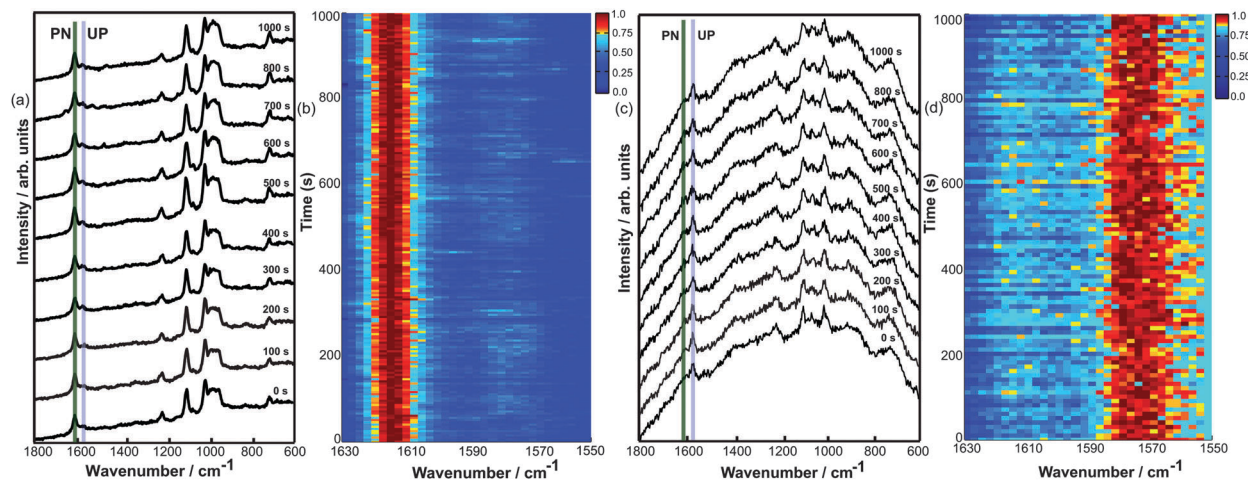 (a)
PN UP
1000 s
800 s
700 s
600 s
500 s
400 s
300 s
200 s
100 s
0 s
Intensity / arb. units
1800 1600 1400 1200 1000 800 600
Wavenumber / cm-1
(b)
1000
800
600
400
200
0
Time (s)
1630 1610 1590 1570 1550
Wavenumber / cm-1
1.0
0.75
0.50
0.25
0.0
(c)
PN UP
1000 s
800 s
700 s
600 s
500 s
400 s
300 s
200 s
100 s
0 s
Intensity / arb. units
1800 1600 1400 1200 1000 800 600
Wavenumber / cm-1
(d)
1000
800
600
400
200
0
Time (s)
1630 1610 1590 1570 1550
Wavenumber / cm-1
1.0
0.75
0.50
0.25
0.0